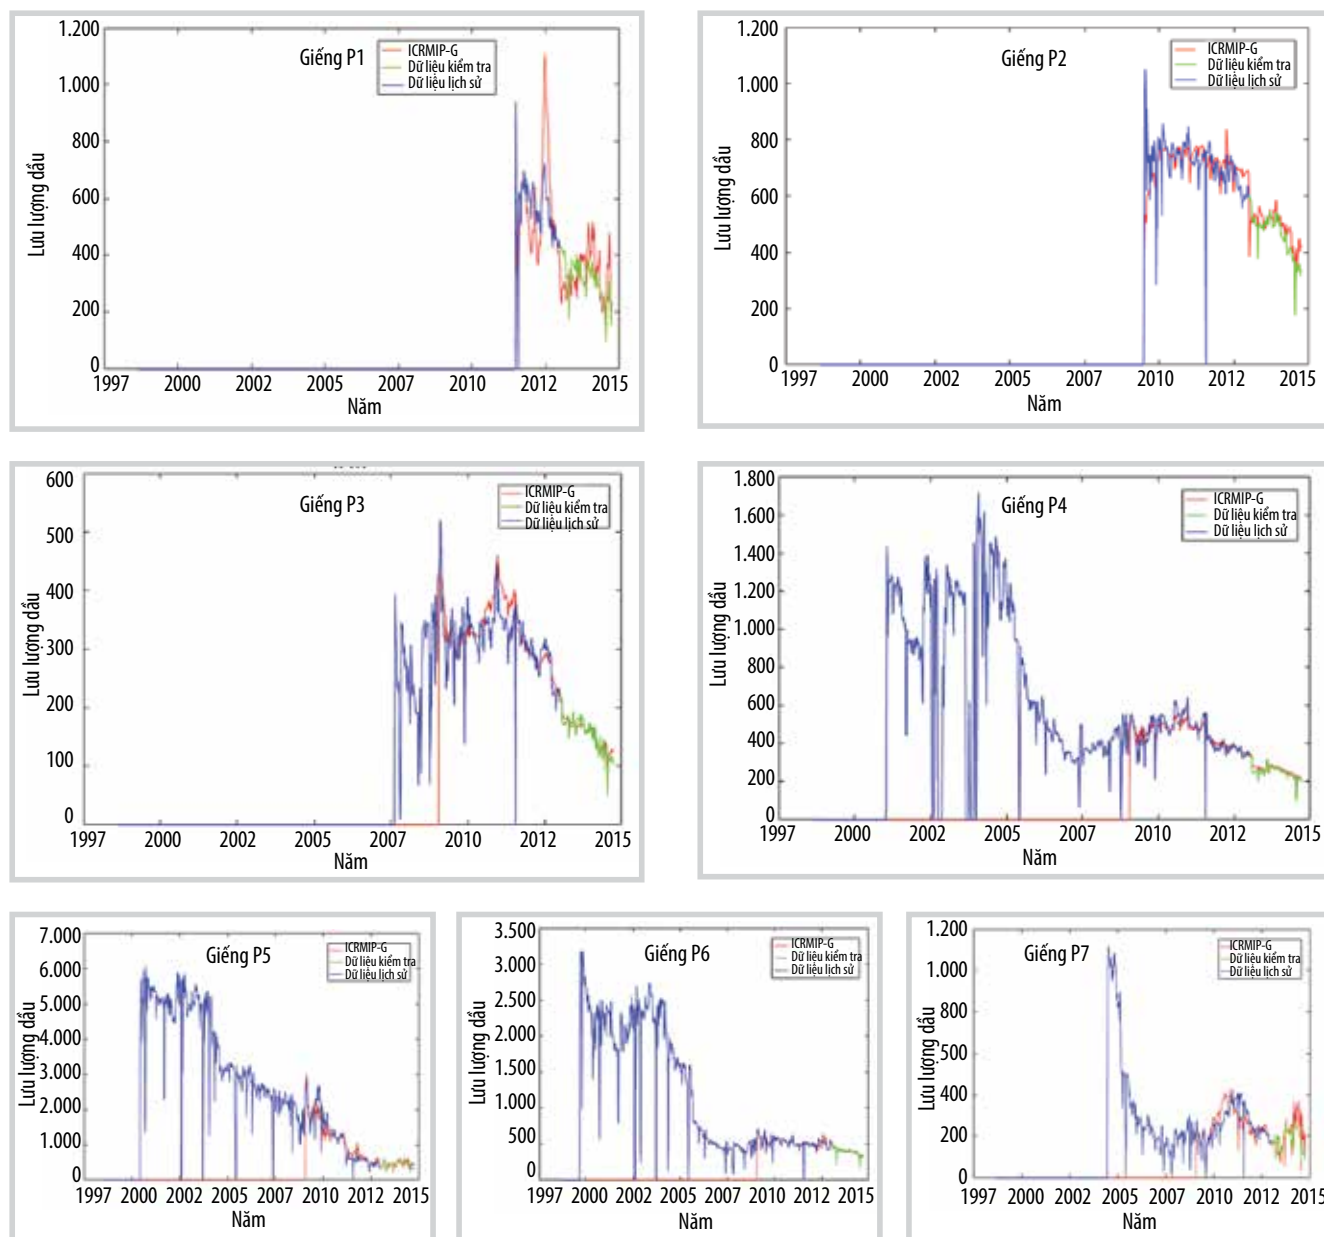 Giếng P1
ICRMIP-G
Dữ liệu kiểm tra
Dữ liệu lịch sử
Lưu lượng dầu
1.200
1.000
800
600
400
200
0
1997 2000 2002 2005 2007 2010 2012 2015
Năm
Giếng P2
ICRMIP-G
Dữ liệu kiểm tra
Dữ liệu lịch sử
Lưu lượng dầu
1.200
1.000
800
600
400
200
0
1997 2000 2002 2005 2007 2010 2012 2015
Năm
Giếng P3
ICRMIP-G
Dữ liệu kiểm tra
Dữ liệu lịch sử
Lưu lượng dầu
600
500
400
300
200
100
0
1997 2000 2002 2005 2007 2010 2012 2015
Năm
Giếng P4
ICRMIP-G
Dữ liệu kiểm tra
Dữ liệu lịch sử
Lưu lượng dầu
1.800
1.600
1.400
1.200
1.000
800
600
400
200
0
1997 2000 2002 2005 2007 2010 2012 2015
Năm
Giếng P5
ICRMIP-G
Dữ liệu kiểm tra
Dữ liệu lịch sử
Lưu lượng dầu
7.000
6.000
5.000
4.000
3.000
2.000
1.000
0
1997 2000 2002 2005 2007 2010 2012 2015
Năm
Giếng P6
ICRMIP-G
Dữ liệu kiểm tra
Dữ liệu lịch sử
Lưu lượng dầu
3.500
3.000
2.500
2.000
1.500
1.000
500
0
1997 2000 2002 2005 2007 2010 2012 2015
Năm
Giếng P7
ICRMIP-G
Dữ liệu kiểm tra
Dữ liệu lịch sử
Lưu lượng dầu
1.200
1.000
800
500
400
200
0
1997 2000 2002 2005 2007 2010 2012 2015
Năm